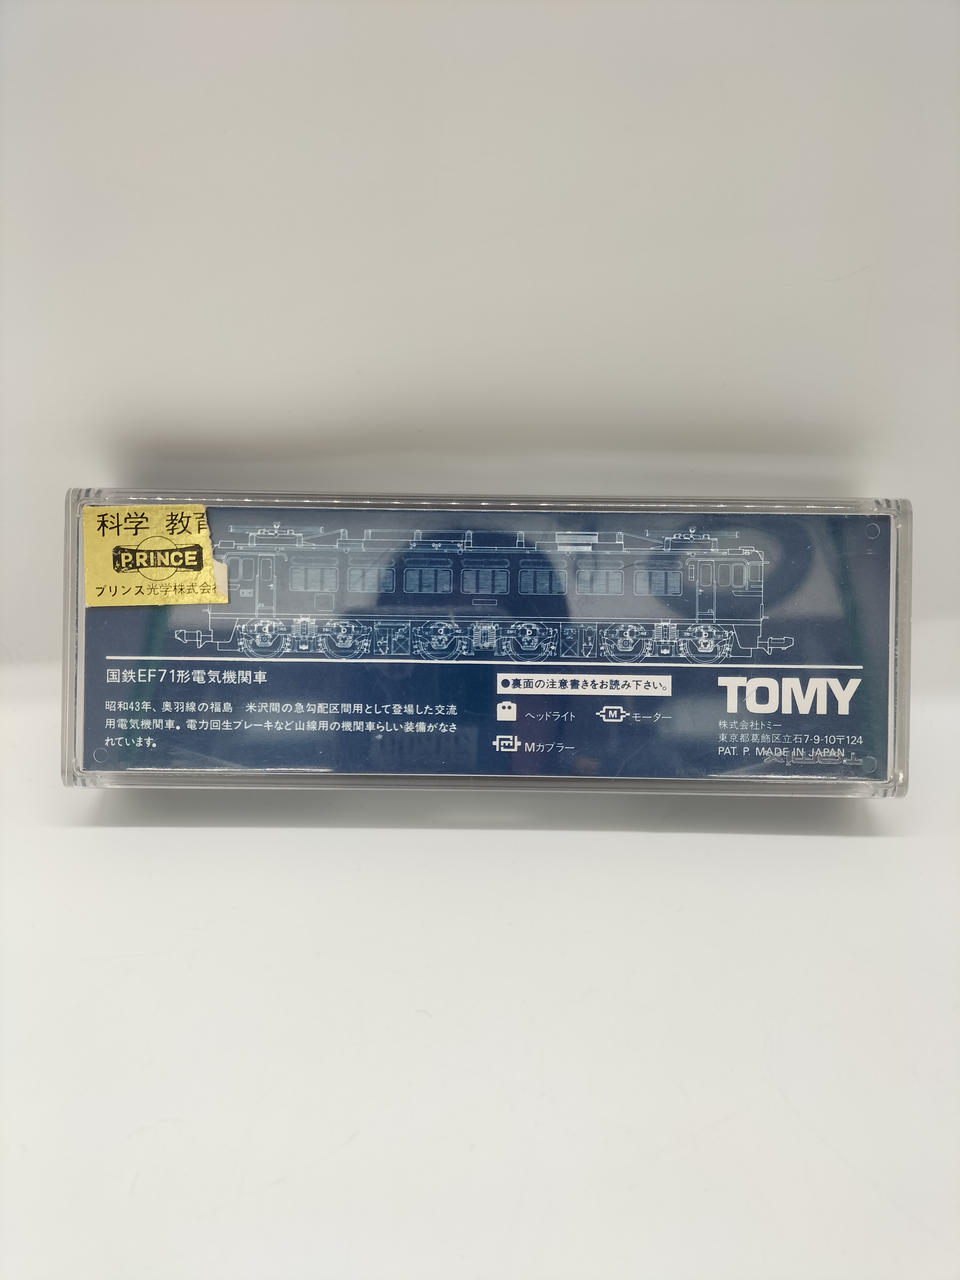 科学 教育
PRINCE
プリンス光学株式会社
国鉄EF71形電気機関車
昭和43年、奥羽線の福島―米沢間の急勾配区間用として登場した交流
用電気機関車。電力回生ブレーキなど山線用の機関車らしい装備がなさ
れています。
●裏面の注意書きをお読み下さい。
ヘッドライト
M モーター
Mカプラー
TOMY
株式会社トミー
東京都葛飾区立石7-9-10〒124
PAT. P. MADE IN JAPAN